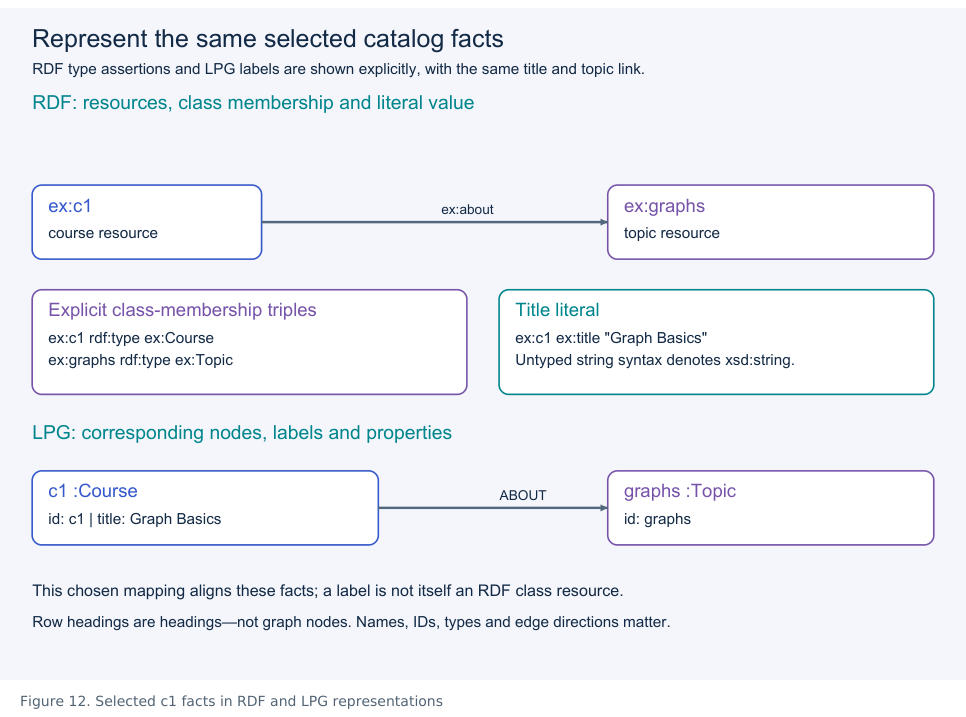 Represent the same selected catalog facts
RDF type assertions and LPG labels are shown explicitly, with the same title and topic link.
RDF: resources, class membership and literal value
ex:c1
course resource
ex:about
ex:graphs
topic resource
Explicit class-membership triples
ex:c1 rdf:type ex:Course
ex:graphs rdf:type ex:Topic
Title literal
ex:c1 ex:title "Graph Basics"
Untyped string syntax denotes xsd:string.
LPG: corresponding nodes, labels and properties
c1 :Course
id: c1 | title: Graph Basics
ABOUT
graphs :Topic
id: graphs
This chosen mapping aligns these facts; a label is not itself an RDF class resource.
Row headings are headings—not graph nodes. Names, IDs, types and edge directions matter.
Figure 12. Selected c1 facts in RDF and LPG representations